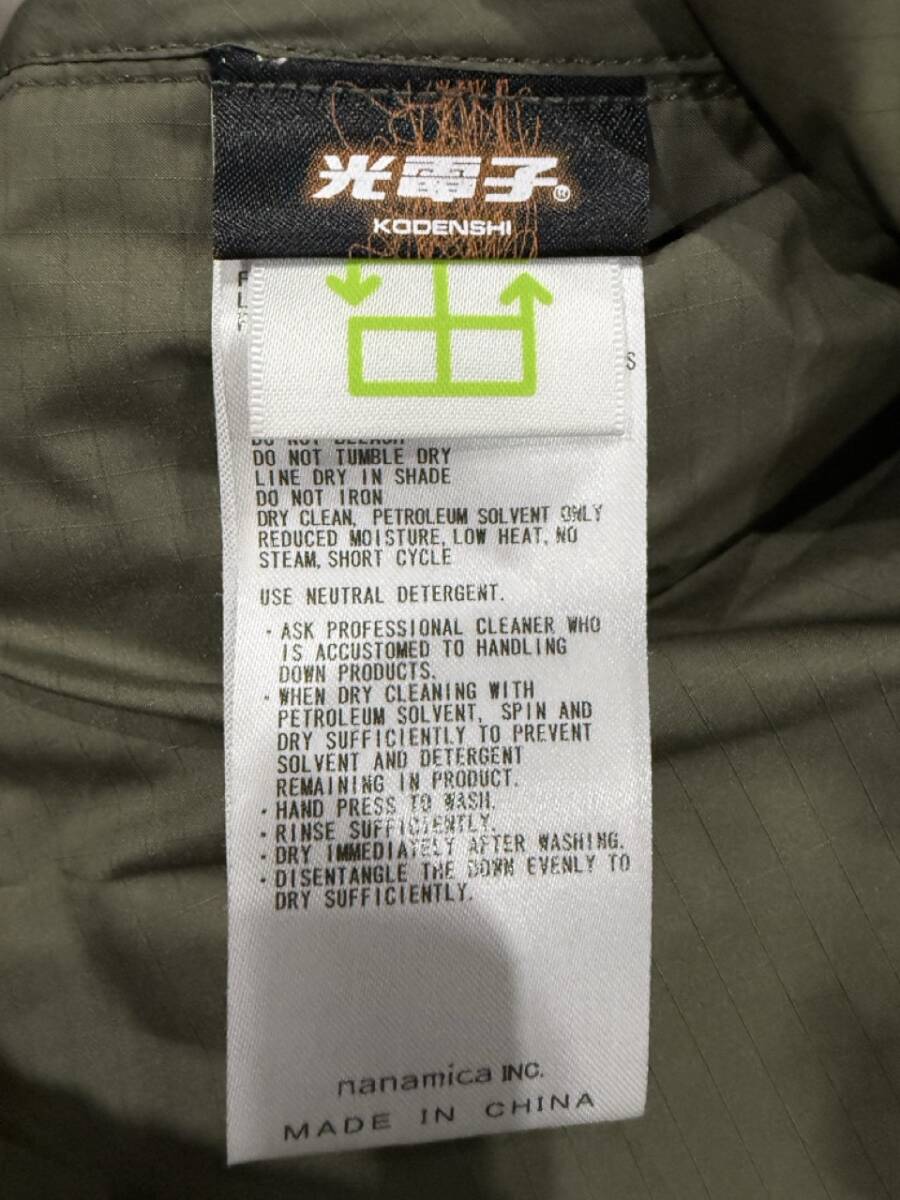 光電子®
KODENSHI
DO NOT BLEACH
DO NOT TUMBLE DRY
LINE DRY IN SHADE
DO NOT IRON
DRY CLEAN, PETROLEUM SOLVENT ONLY
REDUCED MOISTURE, LOW HEAT, NO
STEAM, SHORT CYCLE
USE NEUTRAL DETERGENT.
・ASK PROFESSIONAL CLEANER WHO
IS ACCUSTOMED TO HANDLING
DOWN PRODUCTS.
・WHEN DRY CLEANING WITH
PETROLEUM SOLVENT, SPIN AND
DRY SUFFICIENTLY TO PREVENT
SOLVENT AND DETERGENT
REMAINING IN PRODUCT.
・HAND PRESS TO WASH.
・RINSE SUFFICIENTLY.
・DRY IMMEDIATELY AFTER WASHING.
・DISENTANGLE THE DOWN EVENLY TO
DRY SUFFICIENTLY.
nanamica INC.
MADE IN CHINA